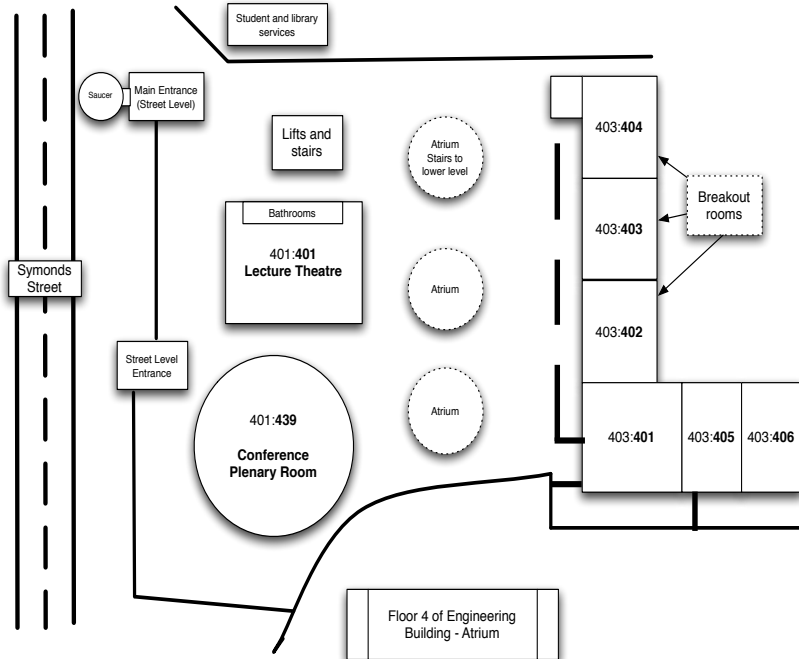 Student and library
services
Saucer
Main Entrance
(Street Level)
Lifts and
stairs
Atrium
Stairs to
lower level
403:404
Breakout
rooms
Bathrooms
401:401
Lecture Theatre
403:403
Symonds
Street
Atrium
403:402
Street Level
Entrance
401:439
Conference
Plenary Room
Atrium
403:401
403:405
403:406
Floor 4 of Engineering
Building - Atrium